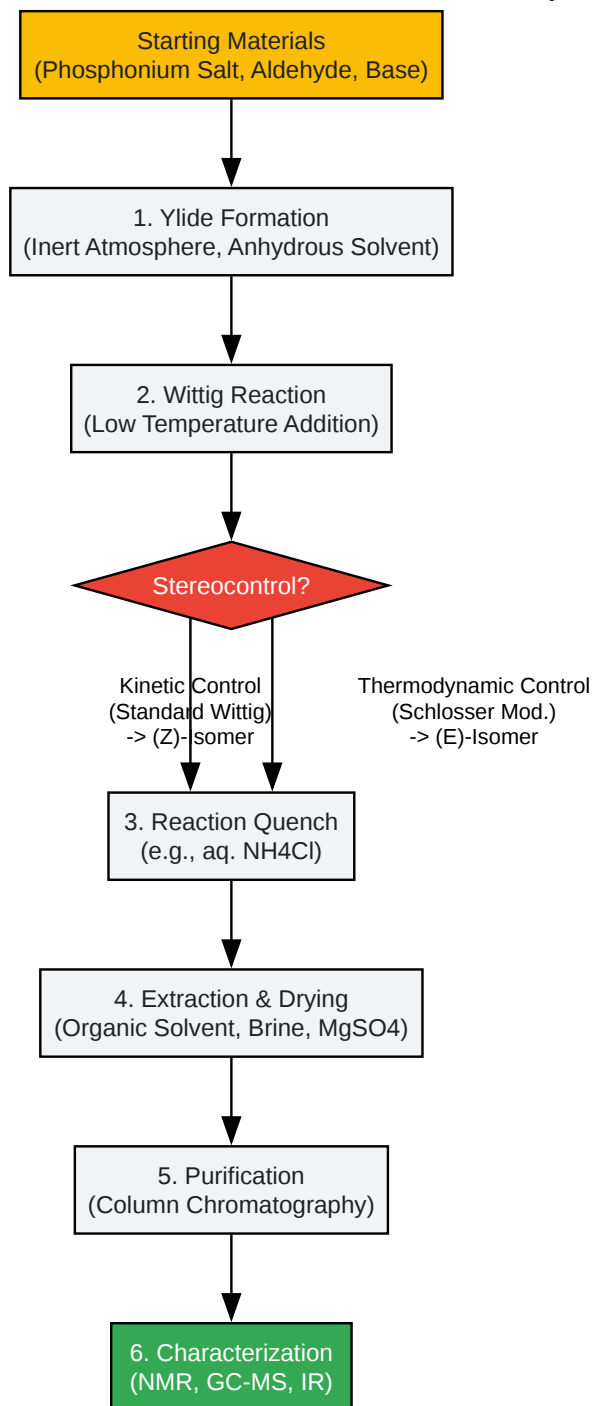 Starting Materials
(Phosphonium Salt, Aldehyde, Base)
1. Ylide Formation
(Inert Atmosphere, Anhydrous Solvent)
2. Wittig Reaction
(Low Temperature Addition)
Stereocontrol?
Kinetic Control
(Standard Wittig)
-> (Z)-Isomer
Thermodynamic Control
(Schlosser Mod.)
-> (E)-Isomer
3. Reaction Quench
(e.g., aq. NH4Cl)
4. Extraction & Drying
(Organic Solvent, Brine, MgSO4)
5. Purification
(Column Chromatography)
6. Characterization
(NMR, GC-MS, IR)